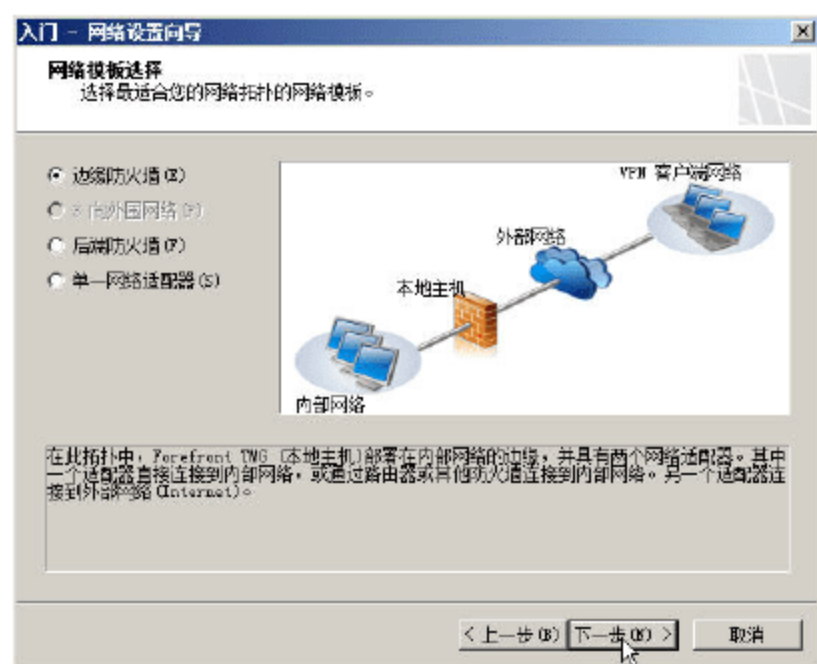 入门 - 网络设置向导
网络模板选择
选择最适合您的网络拓扑的网络模板。
边缘防火墙(E)
向外围网络(P)
后端防火墙(F)
单一网络适配器(S)
VPN 客户端网络
外部网络
本地主机
内部网络
在此拓扑中，Forefront TMG (本地主机)部署在内部网络的边缘，并具有两个网络适配器。其中
一个适配器直接连接到内部网络，或通过路由器或其他防火墙连接到内部网络。另一个适配器连
接到外部网络(Internet)。
< 上一步(B)
下一步(N) >
取消